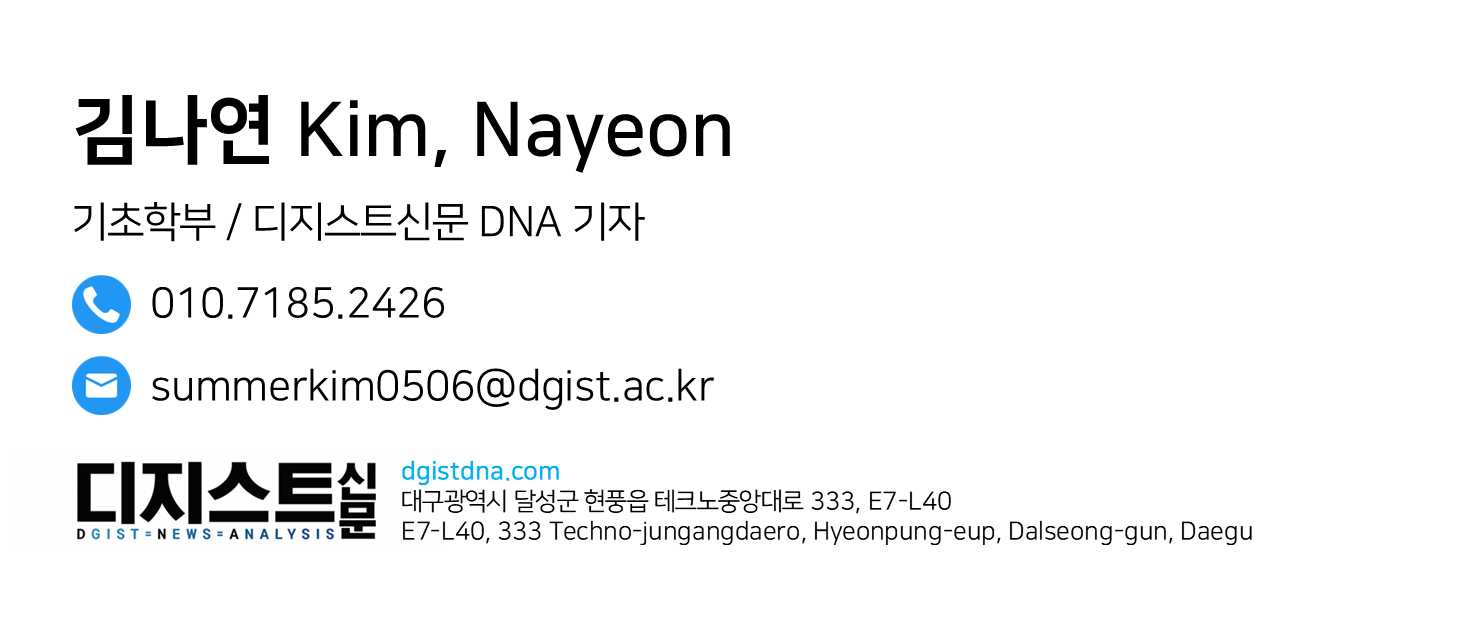 김나연 Kim, Nayeon
기초학부 / 디지스트신문 DNA 기자
010.7185.2426
summerkim0506@dgist.ac.kr
디지스트신문
DGIST=NEWS=ANALYSIS
dgistdna.com
대구광역시 달성군 현풍읍 테크노중앙대로 333, E7-L40
E7-L40, 333 Techno-jungangdaero, Hyeonpung-eup, Dalseong-gun, Daegu